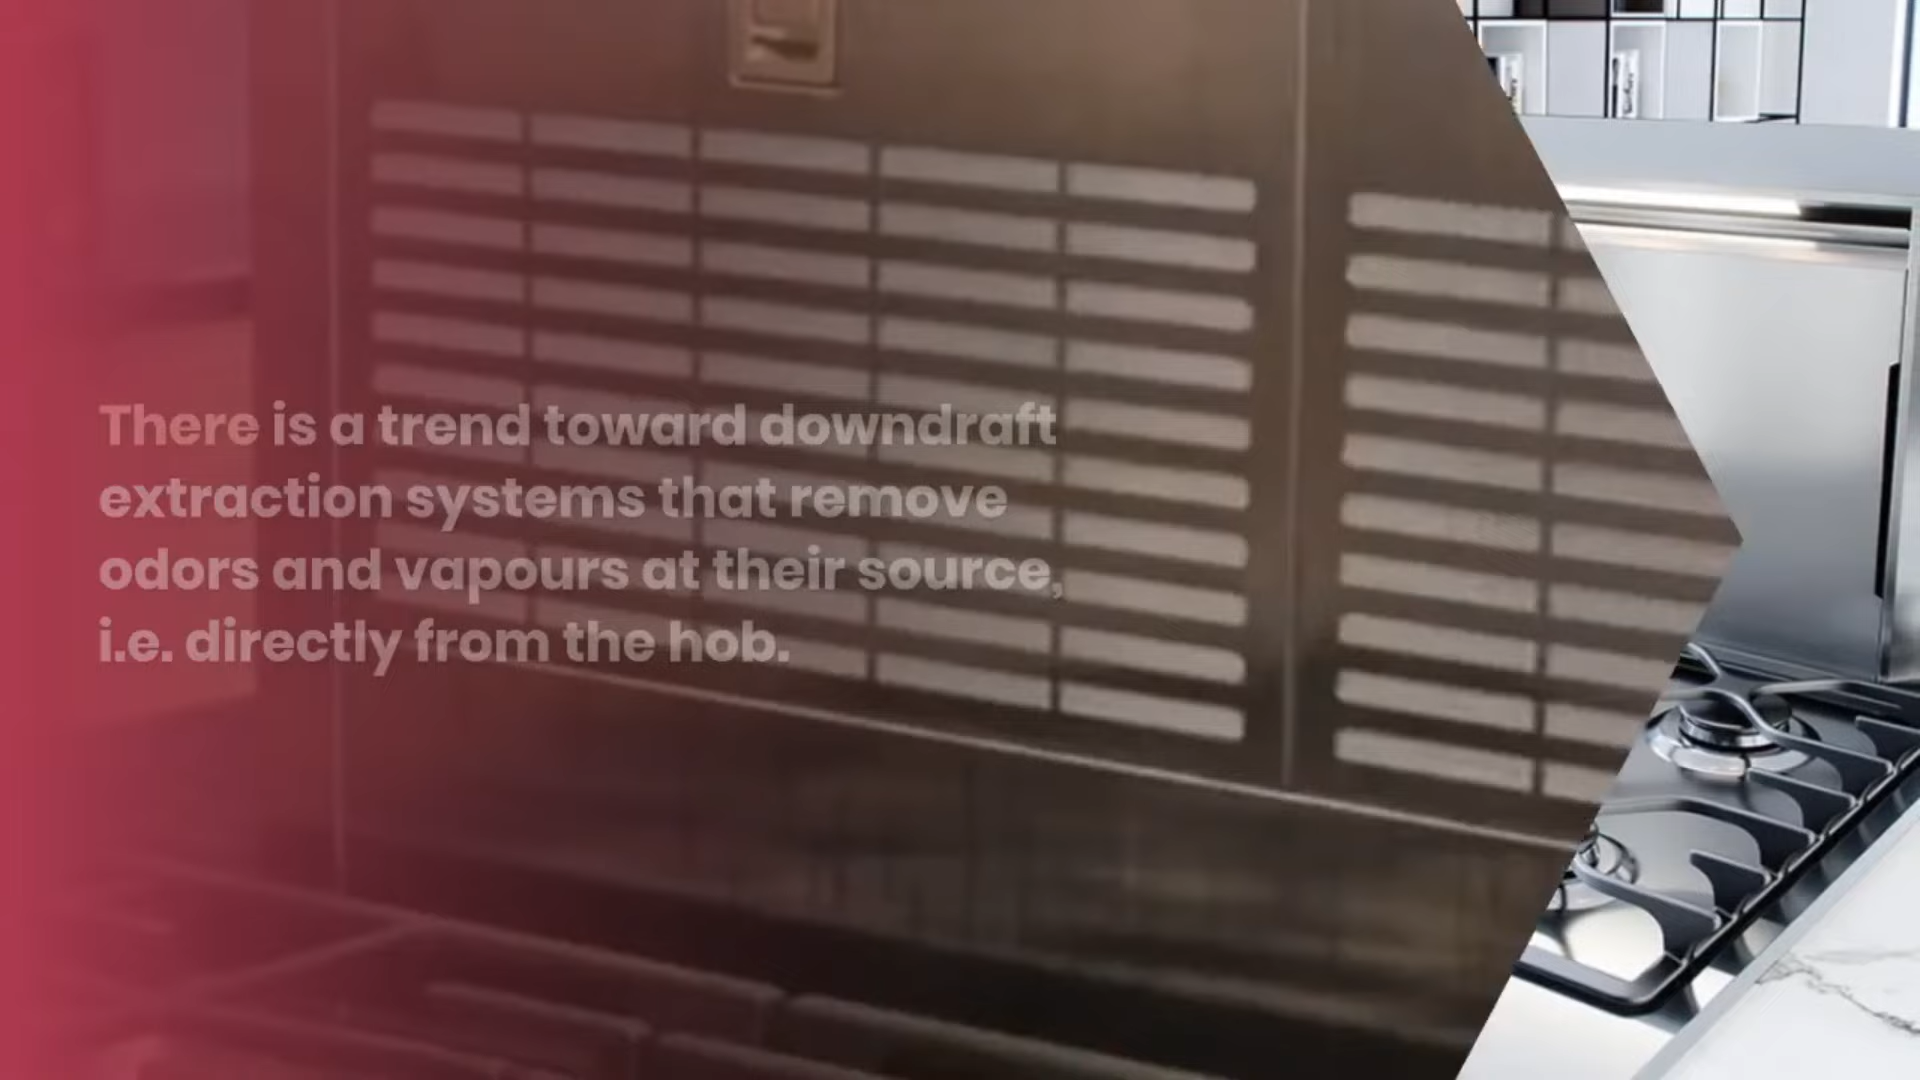 There is a trend toward downdraft
extraction systems that remove
odors and vapours at their source,
i.e. directly from the hob.